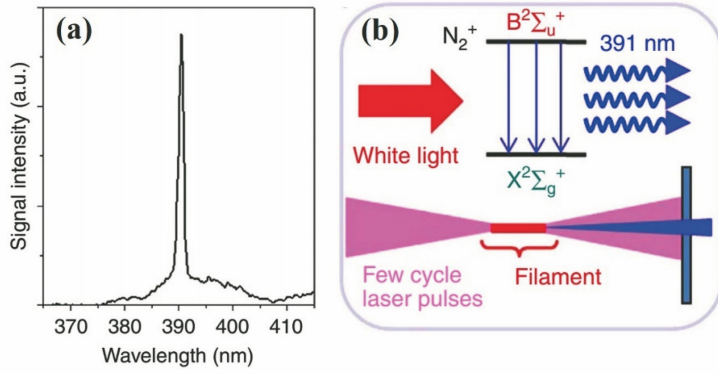 (a)
Signal intensity (a.u.)
370 380 390 400 410
Wavelength (nm)
(b)
B²Σᵤ⁺
N₂⁺
391 nm
White light
X²Σg⁺
Few cycle
laser pulses
Filament